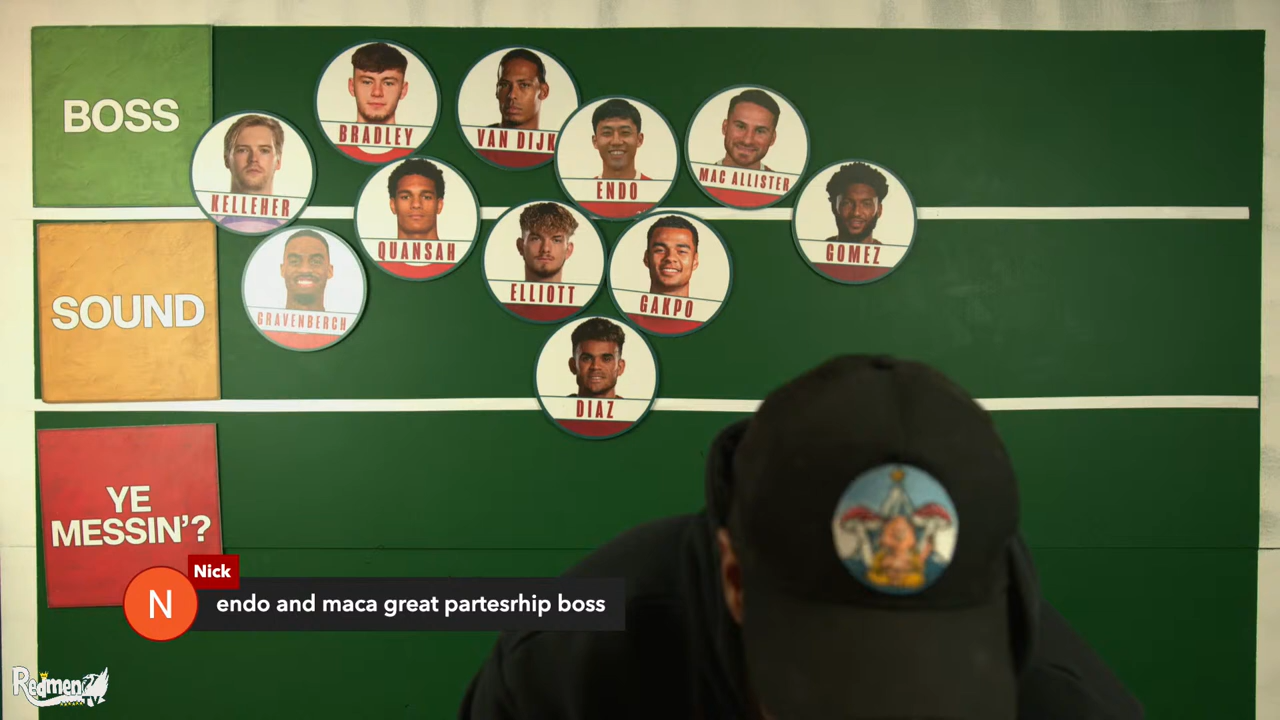 BOSS
BRADLEY
VAN DIJK
ENDO
MAC ALLISTER
KELLEHER
QUANSAH
GOMEZ
SOUND
ELLIOTT
GAKPO
GRAVENBERCH
DIAZ
YE
MESSIN'?
Nick
N
endo and maca great partesrhip boss
Redmen
TV